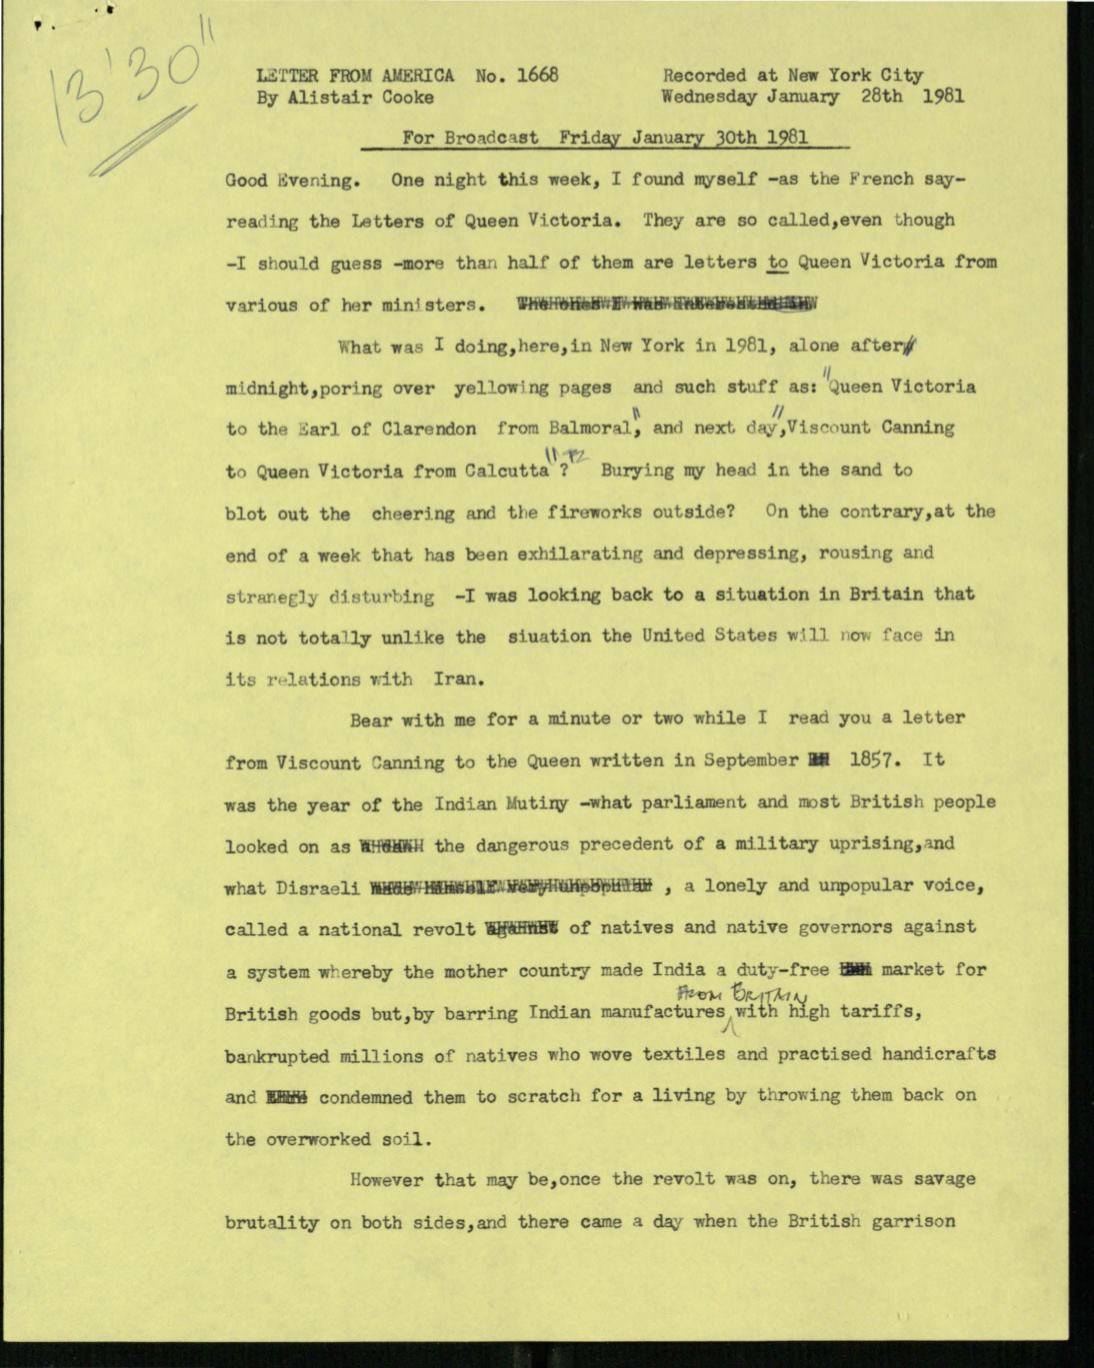 13'30"
LETTER FROM AMERICA No. 1668
By Alistair Cooke
Recorded at New York City
Wednesday January 28th 1981
For Broadcast Friday January 30th 1981
Good Evening. One night this week, I found myself -as the French say-
reading the Letters of Queen Victoria. They are so called,even though
-I should guess -more than half of them are letters to Queen Victoria from
various of her ministers.
What was I doing,here,in New York in 1981, alone after
midnight,poring over yellowing pages and such stuff as: "Queen Victoria
to the Earl of Clarendon from Balmoral", and next day",Viscount Canning
to Queen Victoria from Calcutta"? Burying my head in the sand to
blot out the cheering and the fireworks outside? On the contrary,at the
end of a week that has been exhilarating and depressing, rousing and
stranegly disturbing -I was looking back to a situation in Britain that
is not totally unlike the siuation the United States will now face in
its relations with Iran.
Bear with me for a minute or two while I read you a letter
from Viscount Canning to the Queen written in September 1857. It
was the year of the Indian Mutiny -what parliament and most British people
looked on as the dangerous precedent of a military uprising,and
what Disraeli , a lonely and unpopular voice,
called a national revolt of natives and native governors against
a system whereby the mother country made India a duty-free market for
FROM BRITAIN
British goods but,by barring Indian manufactures with high tariffs,
bankrupted millions of natives who wove textiles and practised handicrafts
and condemned them to scratch for a living by throwing them back on
the overworked soil.
However that may be,once the revolt was on, there was savage
brutality on both sides,and there came a day when the British garrison